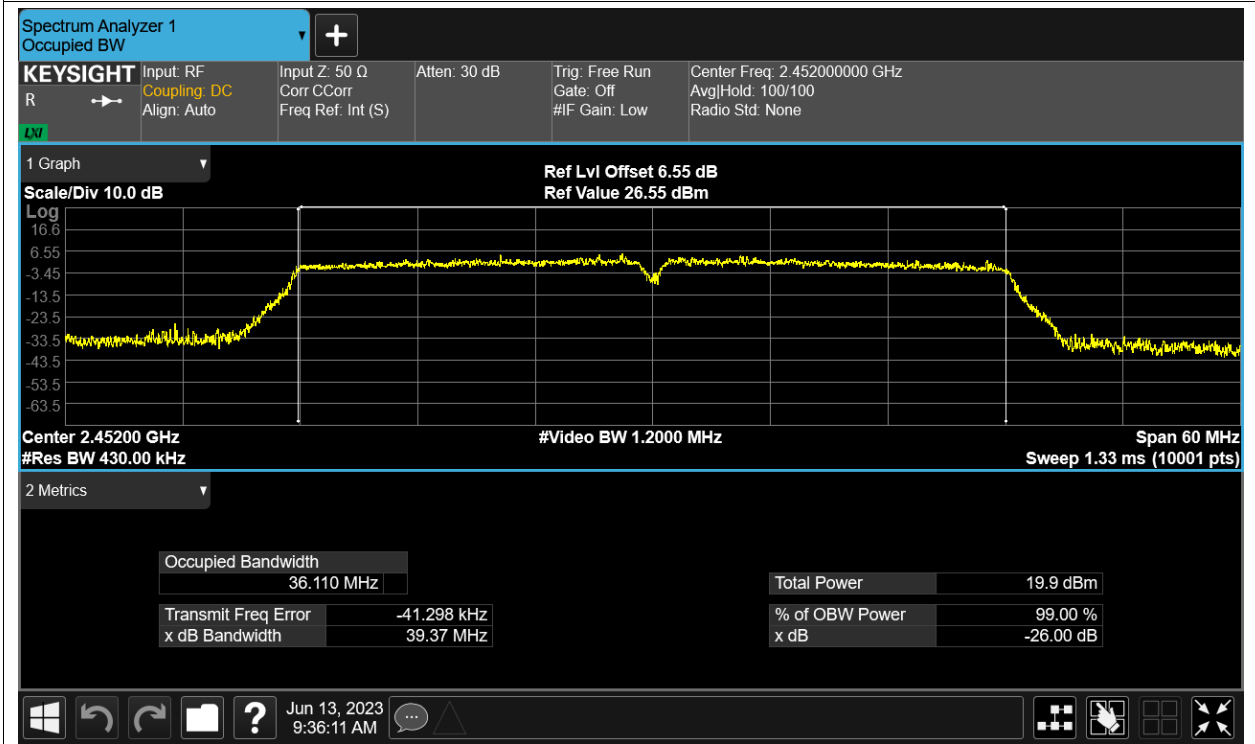 Spectrum Analyzer 1
Occupied BW
KEYSIGHT
R
LXI
Input: RF
Coupling: DC
Align: Auto
Input Z: 50 Ω
Corr CCorr
Freq Ref: Int (S)
Atten: 30 dB
Trig: Free Run
Gate: Off
#IF Gain: Low
Center Freq: 2.452000000 GHz
Avg|Hold: 100/100
Radio Std: None
1 Graph
Scale/Div 10.0 dB
Ref Lvl Offset 6.55 dB
Ref Value 26.55 dBm
Log
16.6
6.55
-3.45
-13.5
-23.5
-33.5
-43.5
-53.5
-63.5
Center 2.45200 GHz
#Video BW 1.2000 MHz
Span 60 MHz
#Res BW 430.00 kHz
Sweep 1.33 ms (10001 pts)
2 Metrics
Occupied Bandwidth
36.110 MHz
Total Power 19.9 dBm
Transmit Freq Error -41.298 kHz
% of OBW Power 99.00 %
x dB Bandwidth 39.37 MHz
x dB -26.00 dB
?
Jun 13, 2023
9:36:11 AM